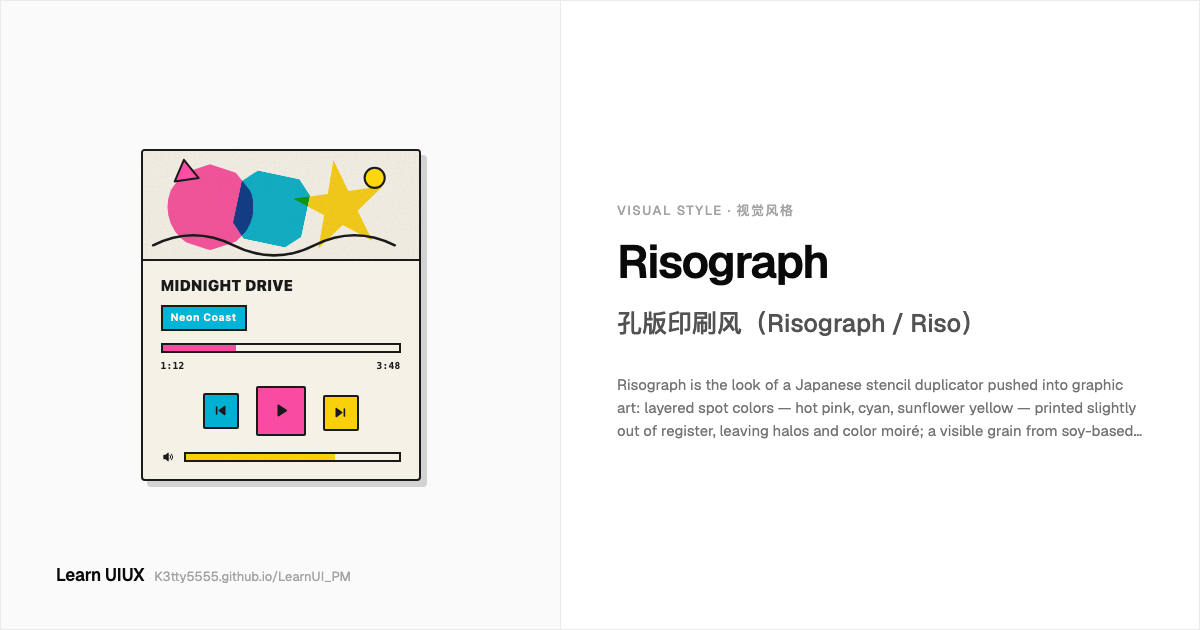 MIDNIGHT DRIVE
Neon Coast
1:12 3:48
Learn UIUX K3tty5555.github.io/LearnUI_PM
VISUAL STYLE · 视觉风格
Risograph
孔版印刷风（Risograph / Riso）
Risograph is the look of a Japanese stencil duplicator pushed into graphic
art: layered spot colors — hot pink, cyan, sunflower yellow — printed slightly
out of register, leaving halos and color moiré; a visible grain from soy-based…